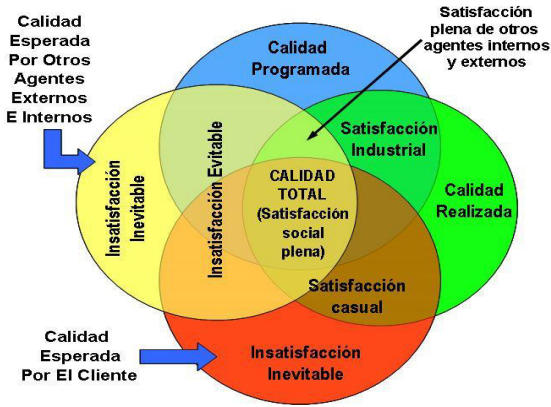 Calidad
Esperada
Por Otros
Agentes
Externos
E Internos
Satisfacción
plena de otros
agentes internos
y externos
Calidad
Programada
Satisfacción
Industrial
Calidad
Realizada
Insatisfacción
Inevitable
Insatisfacción Evitable
CALIDAD
TOTAL
(Satisfacción
social
plena)
Satisfacción
casual
Calidad
Esperada
Por El Cliente
Insatisfacción
Inevitable